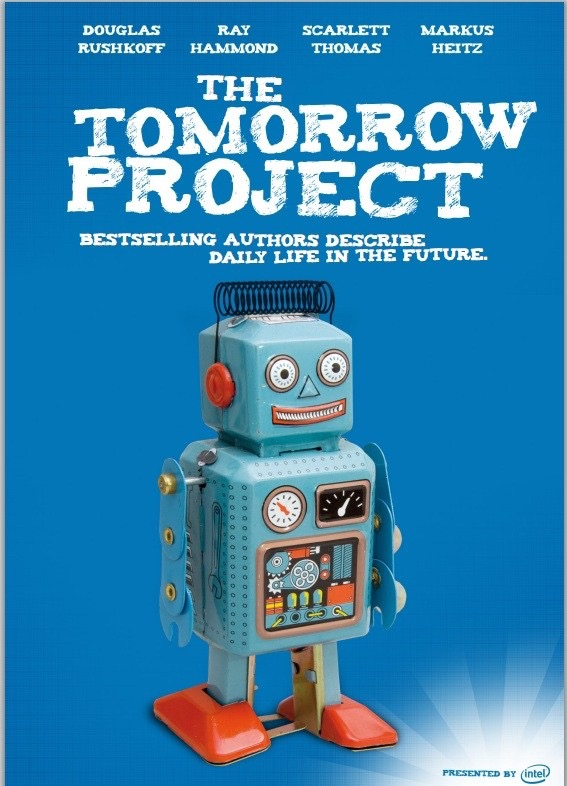 DOUGLAS RAY SCARLETT MARKUS
RUSHKOFF HAMMOND THOMAS HEITZ
THE
TOMORROW
PROJECT
BESTSELLING AUTHORS DESCRIBE
DAILY LIFE IN THE FUTURE.
PRESENTED BY intel